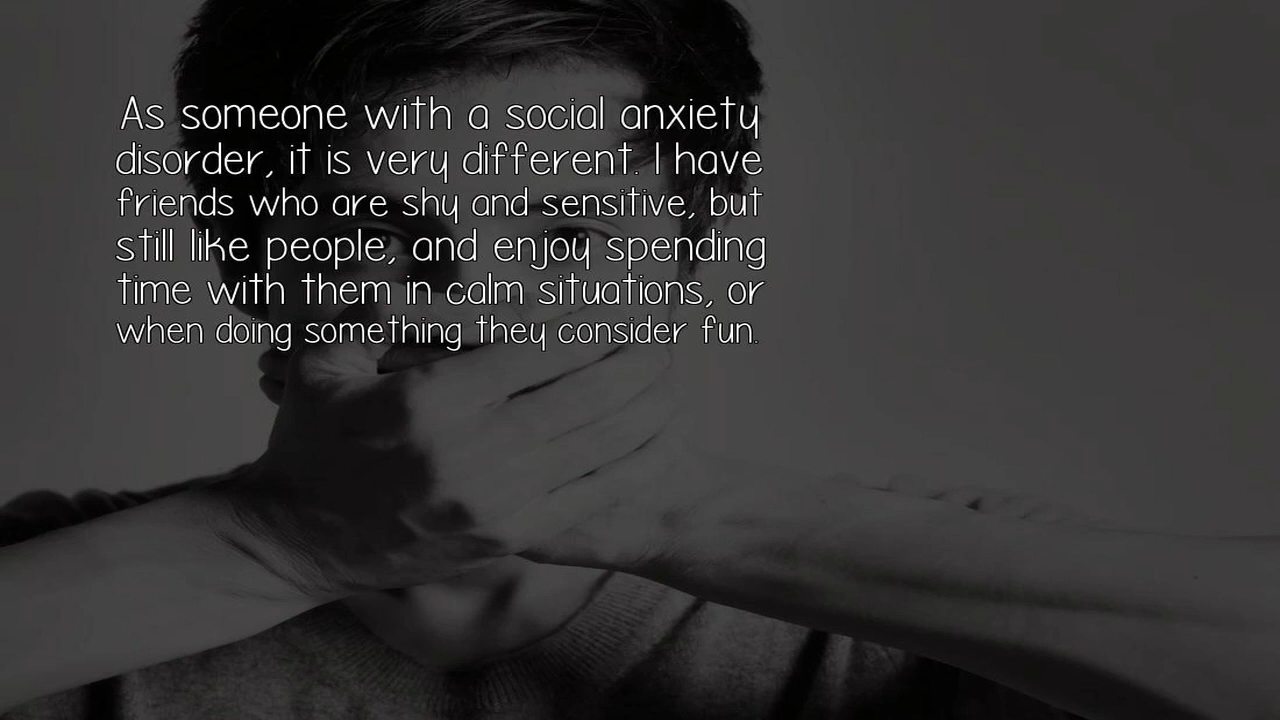 As someone with a social anxiety
disorder, it is very different. I have
friends who are shy and sensitive, but
still like people, and enjoy spending
time with them in calm situations, or
when doing something they consider fun.